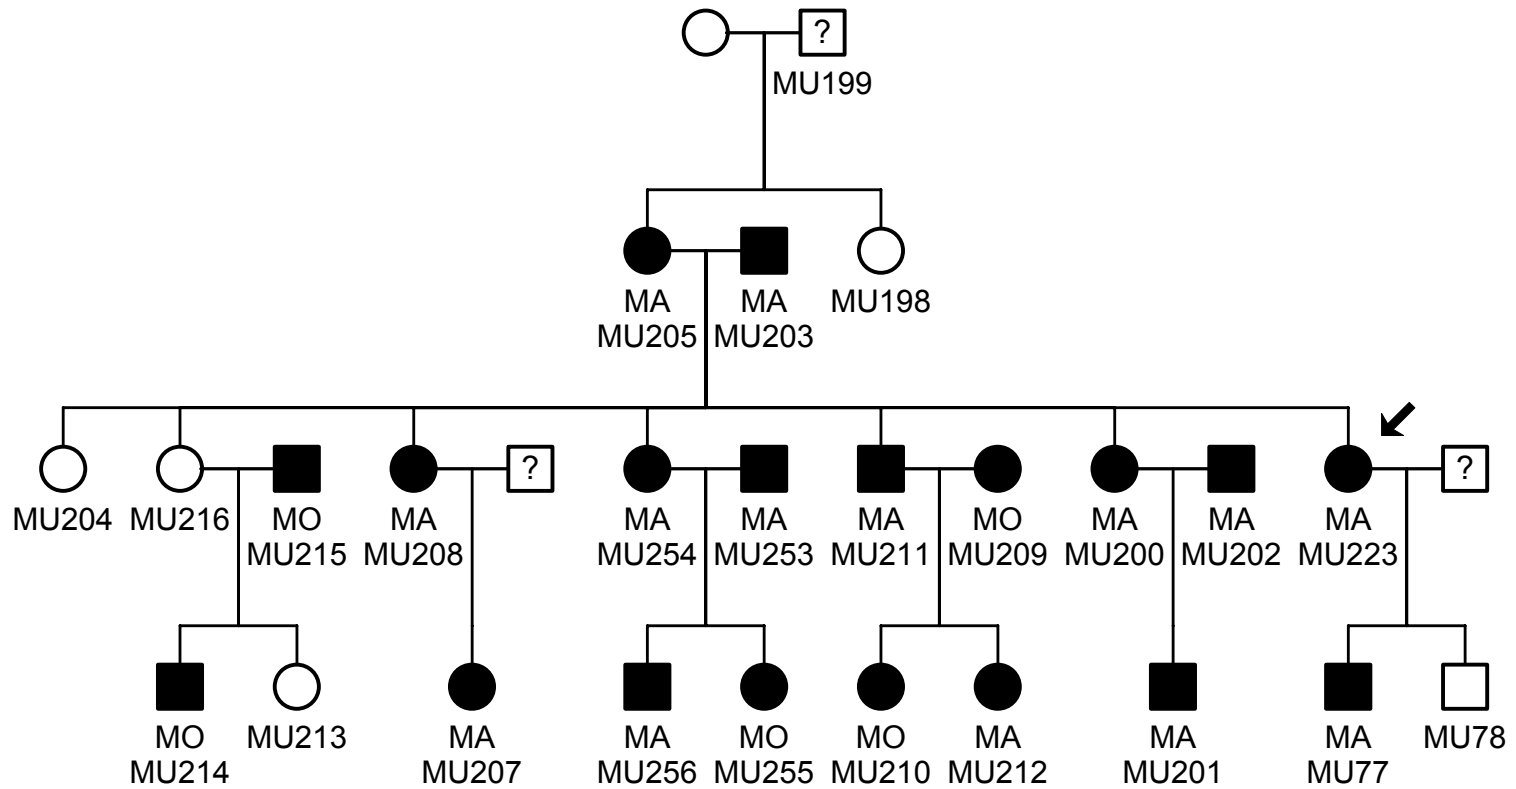 ?
MU199
MA MA MU198
MU205 MU203
? ?
MU204 MU216 MO MA MA MA MA MO MA MA MA
MU215 MU208 MU254 MU253 MU211 MU209 MU200 MU202 MU223
MO MU213 MA MA MO MO MA MA MA MU78
MU214 MU207 MU256 MU255 MU210 MU212 MU201 MU77